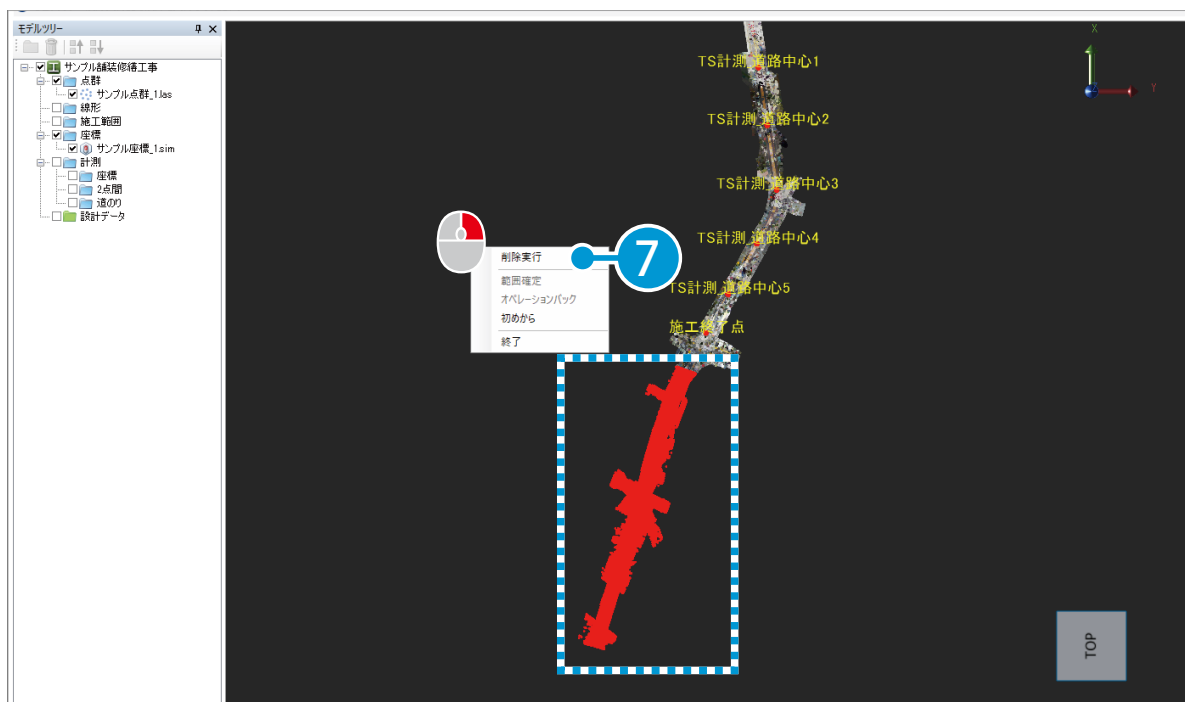 モデルツリー
サンプル舗装修繕工事
点群
サンプル点群_1.las
線形
施工範囲
座標
サンプル座標_1.sim
計測
座標
2点間
道のり
設計データ
X
Y
TS計測_道路中心1
TS計測_道路中心2
TS計測_道路中心3
TS計測_道路中心4
TS計測_道路中心5
施工終了点
削除実行
範囲確定
オペレーションバック
初めから
終了
7
TOP